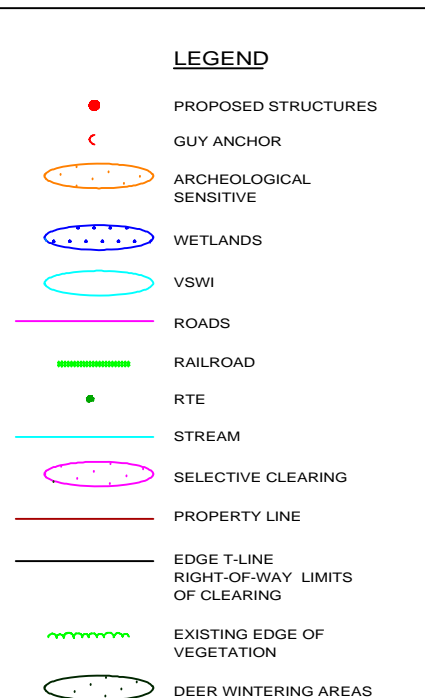 LEGEND
PROPOSED STRUCTURES
GUY ANCHOR
ARCHEOLOGICAL
SENSITIVE
WETLANDS
VSWI
ROADS
RAILROAD
RTE
STREAM
SELECTIVE CLEARING
PROPERTY LINE
EDGE T-LINE
RIGHT-OF-WAY LIMITS
OF CLEARING
EXISTING EDGE OF
VEGETATION
DEER WINTERING AREAS